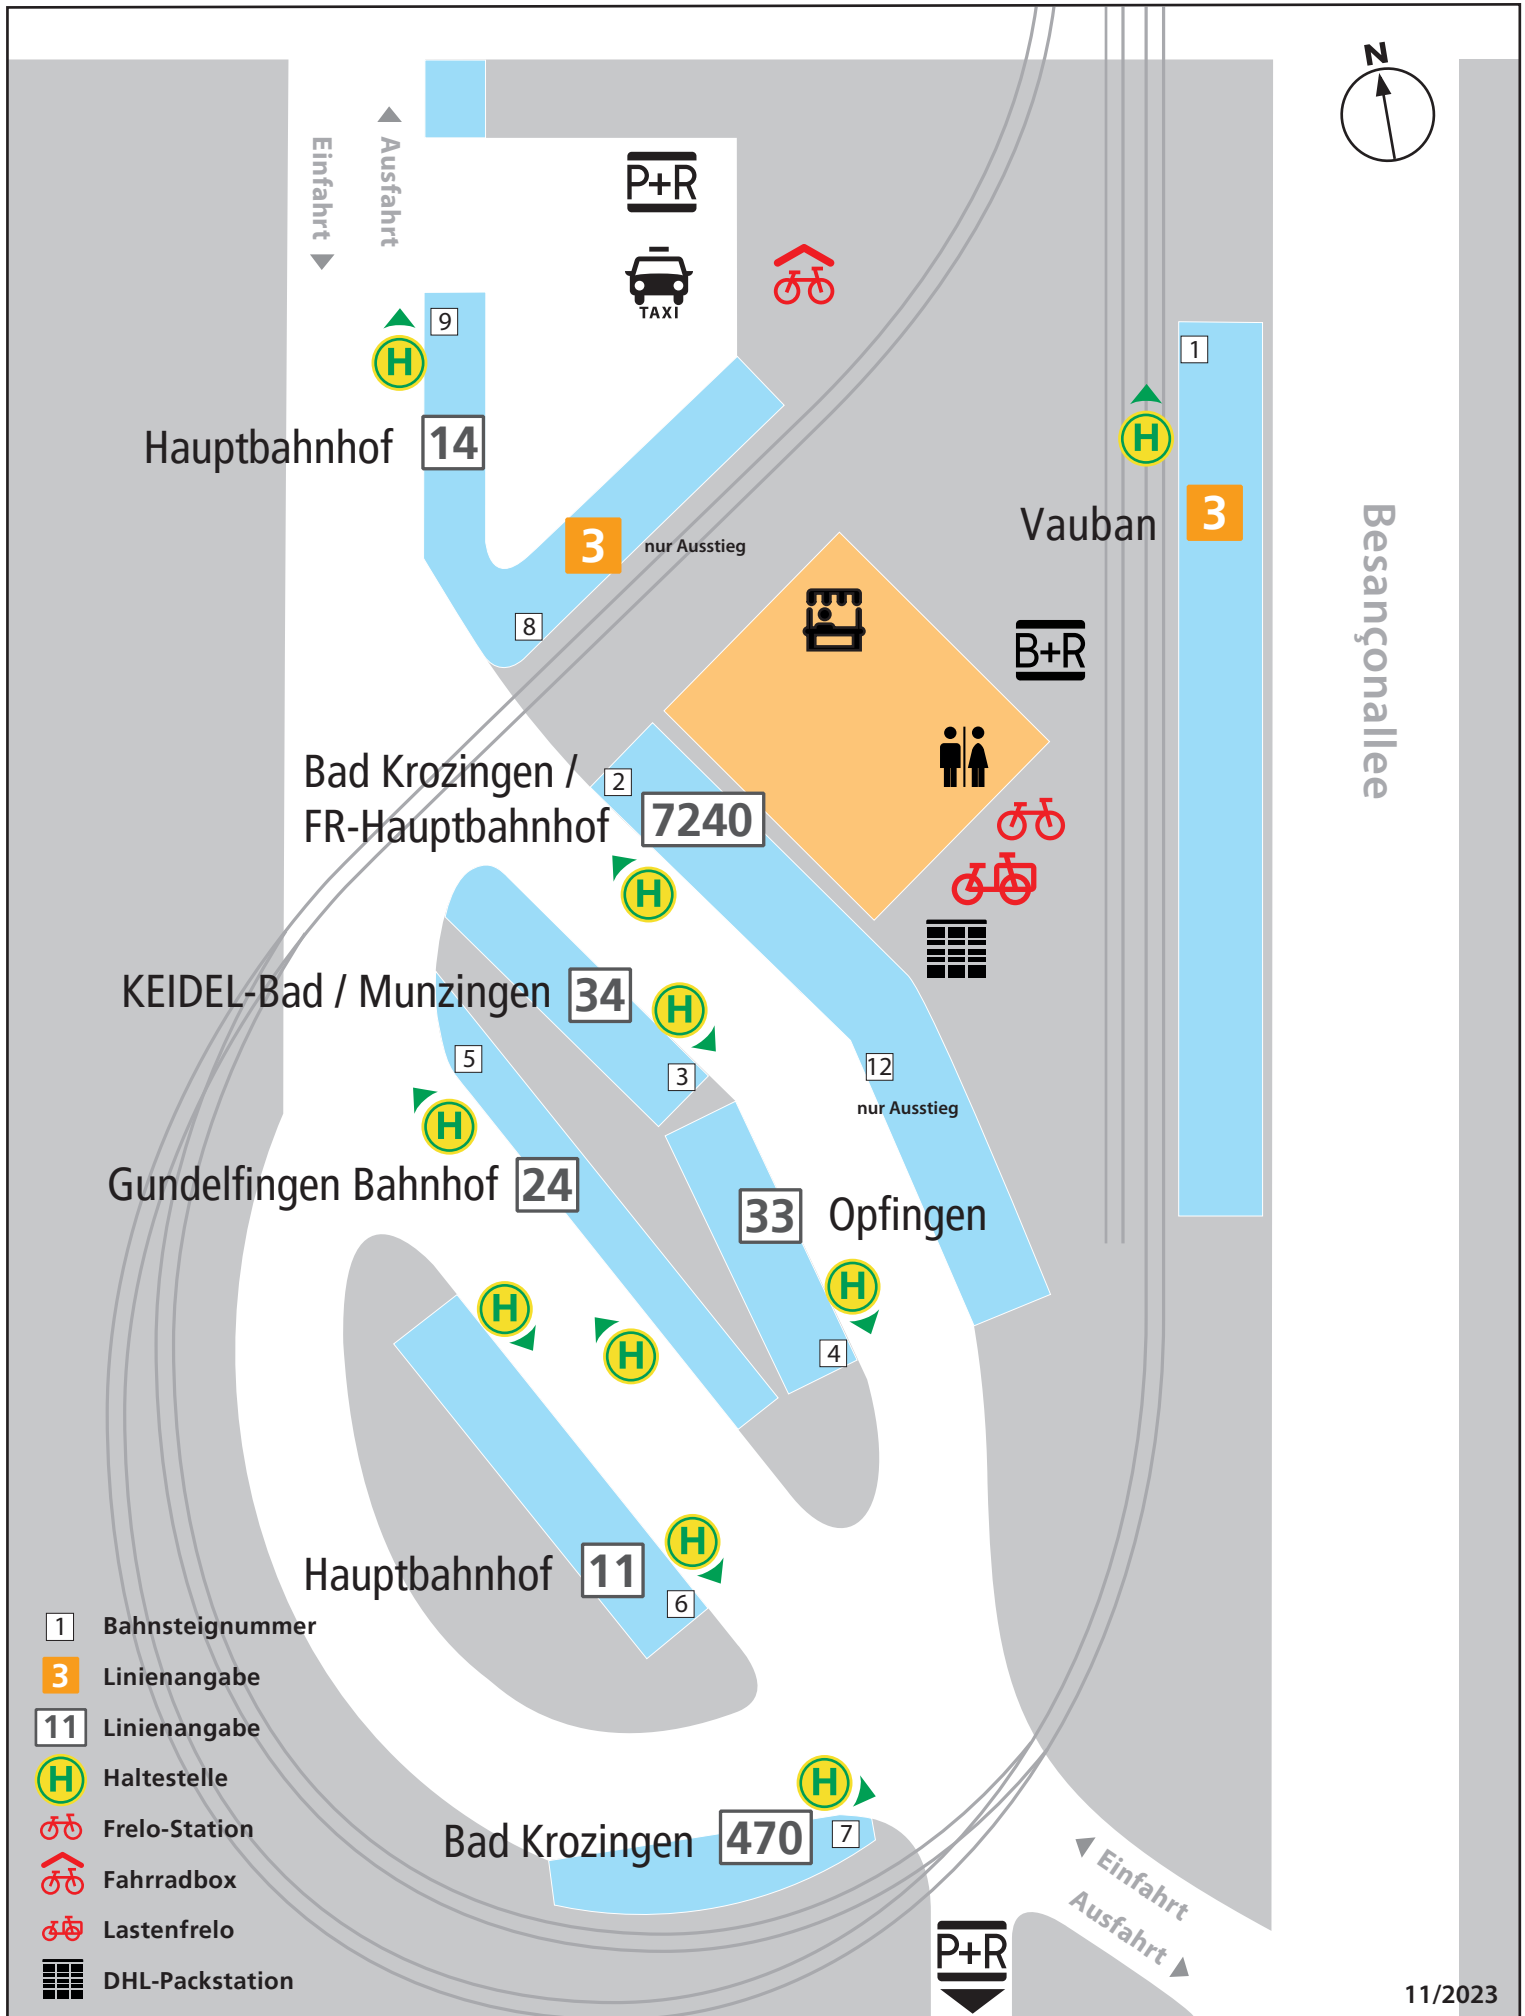 N
Einfahrt
Ausfahrt
P+R
TAXI
9
H
Hauptbahnhof 14
1
H
Vauban 3
3 nur Ausstieg
8
Besançonallee
B+R
Bad Krozingen /
FR-Hauptbahnhof
2
7240
H
KEIDEL-Bad / Munzingen 34
H
3
5
12
nur Ausstieg
H
Gundelfingen Bahnhof 24
33 Opfingen
H
4
H
H
H
Hauptbahnhof 11
6
H
Bad Krozingen 470
7
Einfahrt
Ausfahrt
P+R
1 Bahnsteignummer
3 Linienangabe
11 Linienangabe
H Haltestelle
Frelo-Station
Fahrradbox
Lastenfrelo
DHL-Packstation
11/2023